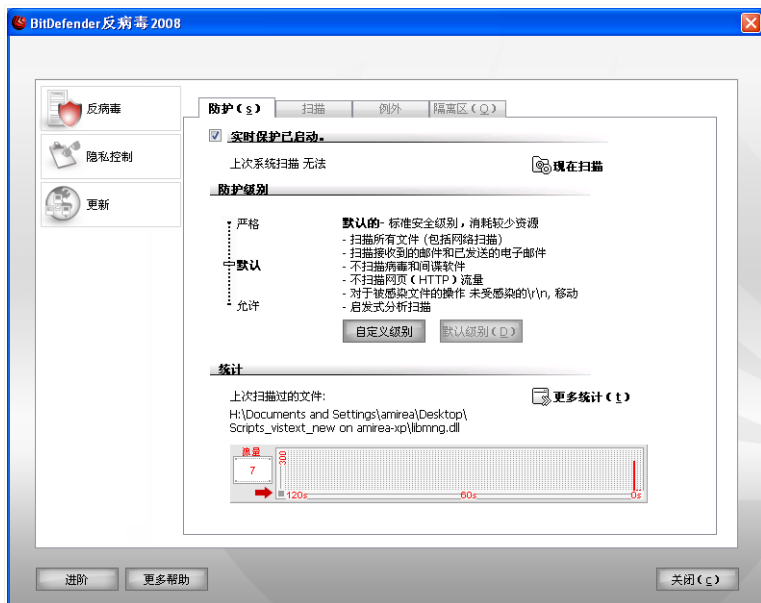 BitDefender反病毒2008
反病毒
隐私控制
更新
防护(s)
扫描
例外
隔离区(Q)
实时保护已启动。
上次系统扫描 无法
现在扫描
防护级别
严格
默认
允许
默认的- 标准安全级别，消耗较少资源
- 扫描所有文件 (包括网络扫描)
- 扫描接收到的邮件和已发送的电子邮件
- 不扫描病毒和间谍软件
- 不扫描网页(HTTP)流量
- 对于被感染文件的操作 未受感染的\r\n, 移动
- 启发式分析扫描
自定义级别
默认级别(D)
统计
上次扫描过的文件:
更多统计(t)
H:\Documents and Settings\amirea\Desktop\
Scripts_vistext_new on amirea-xp\libmng.dll
7
300
120s
60s
0s
进阶
更多帮助
关闭(c)